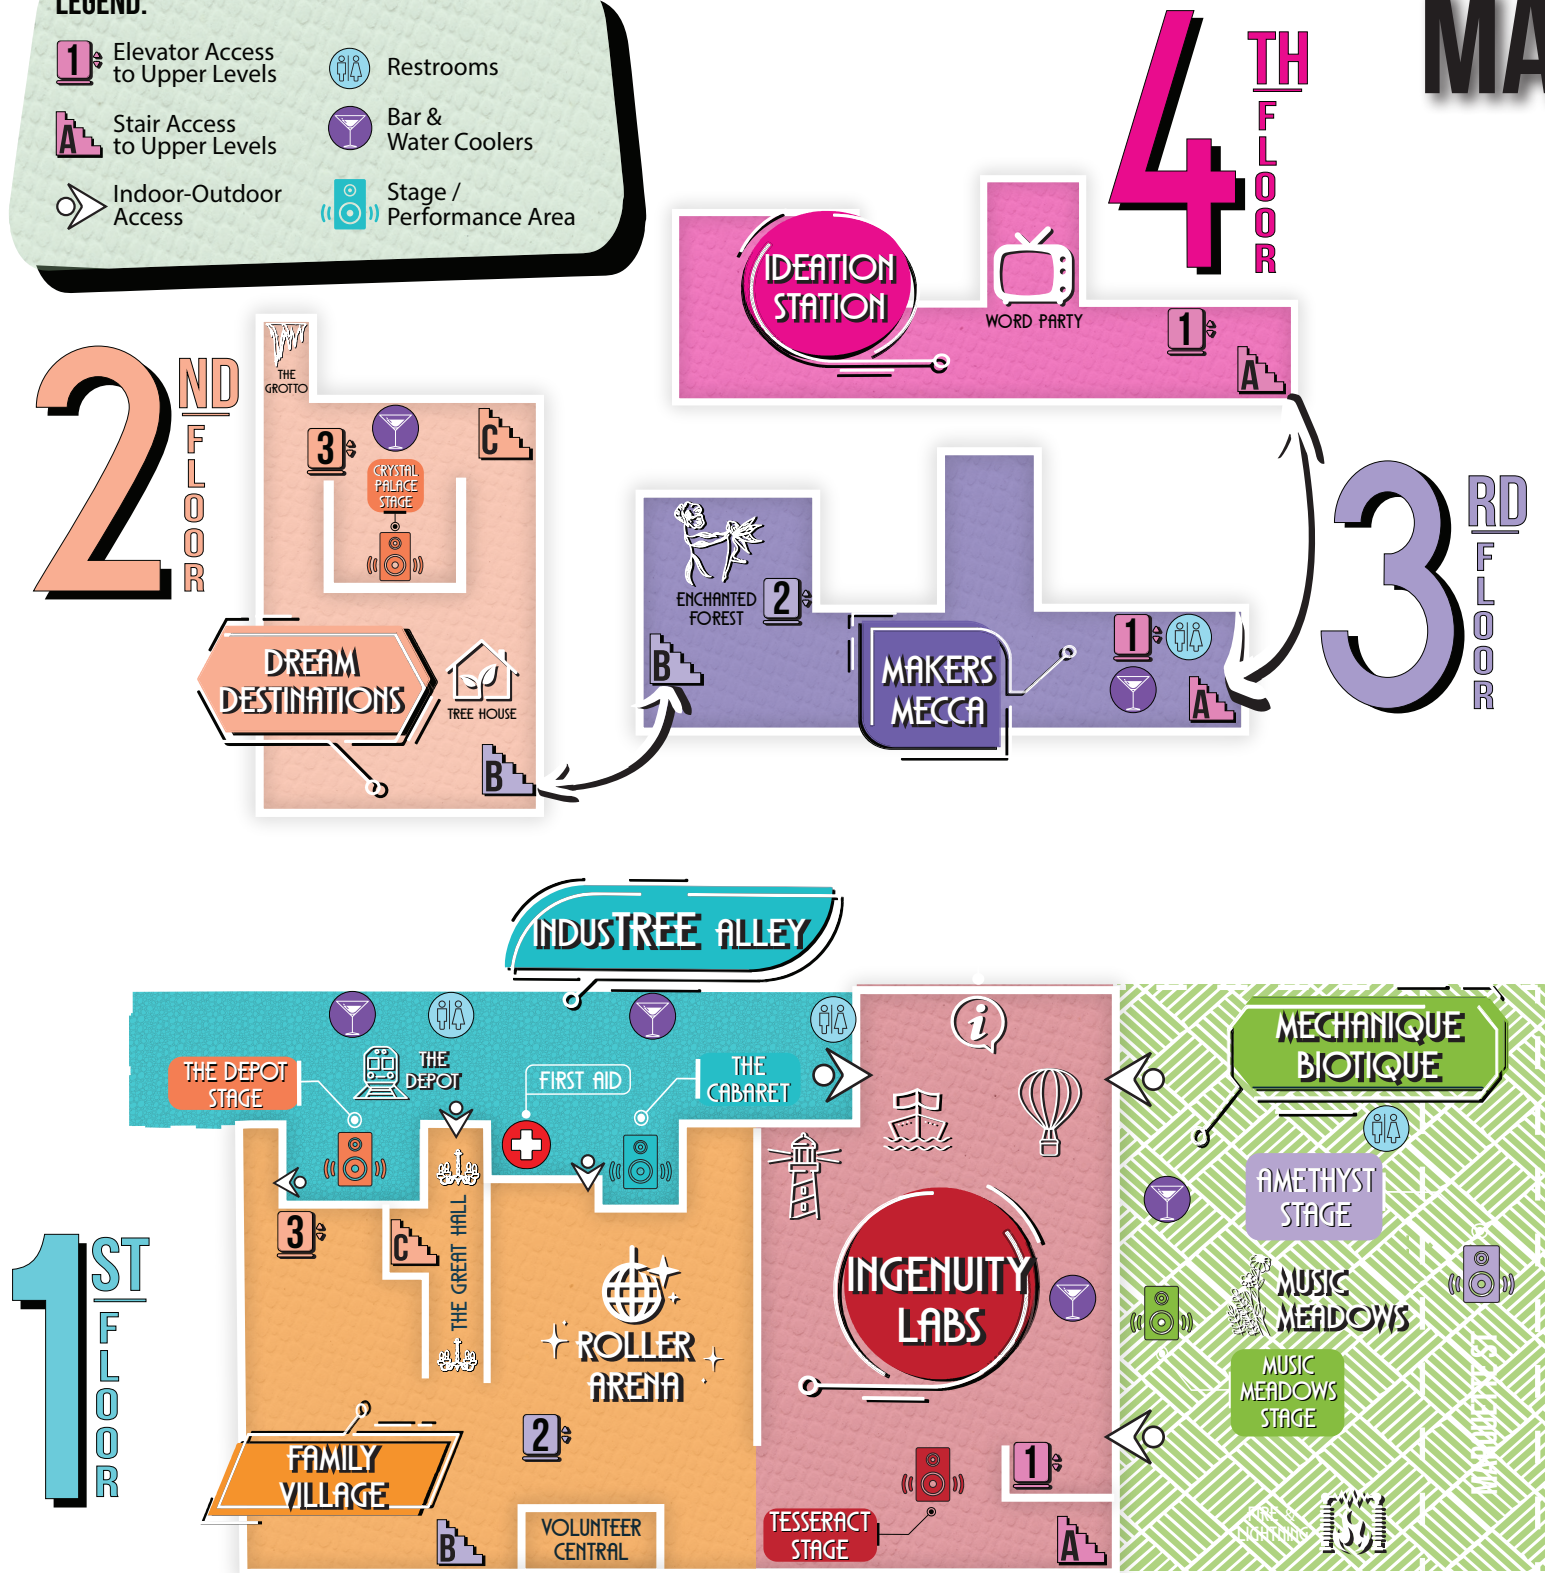 LEGEND:
1 Elevator Access
to Upper Levels
A Stair Access
to Upper Levels
Indoor-Outdoor
Access
Restrooms
Bar &
Water Coolers
Stage /
Performance Area
MA
4TH
FLOOR
IDEATION
STATION
WORD PARTY
1
A
2ND
FLOOR
THE
GROTTO
3
C
CRYSTAL
PALACE
STAGE
DREAM
DESTINATIONS
TREE HOUSE
B
3RD
FLOOR
ENCHANTED
FOREST
2
B
MAKERS
MECCA
1
A
INDUSTREE ALLEY
THE DEPOT
STAGE
THE
DEPOT
FIRST AID
THE
CABARET
i
MECHANIQUE
BIOTIQUE
AMETHYST
STAGE
MUSIC
MEADOWS
MUSIC
MEADOWS
STAGE
MARQUETTE ST
FIRE &
LIGHTNING
1ST
FLOOR
3
C
THE GREAT HALL
ROLLER
ARENA
2
FAMILY
VILLAGE
B
VOLUNTEER
CENTRAL
INGENUITY
LABS
1
TESSERACT
STAGE
A